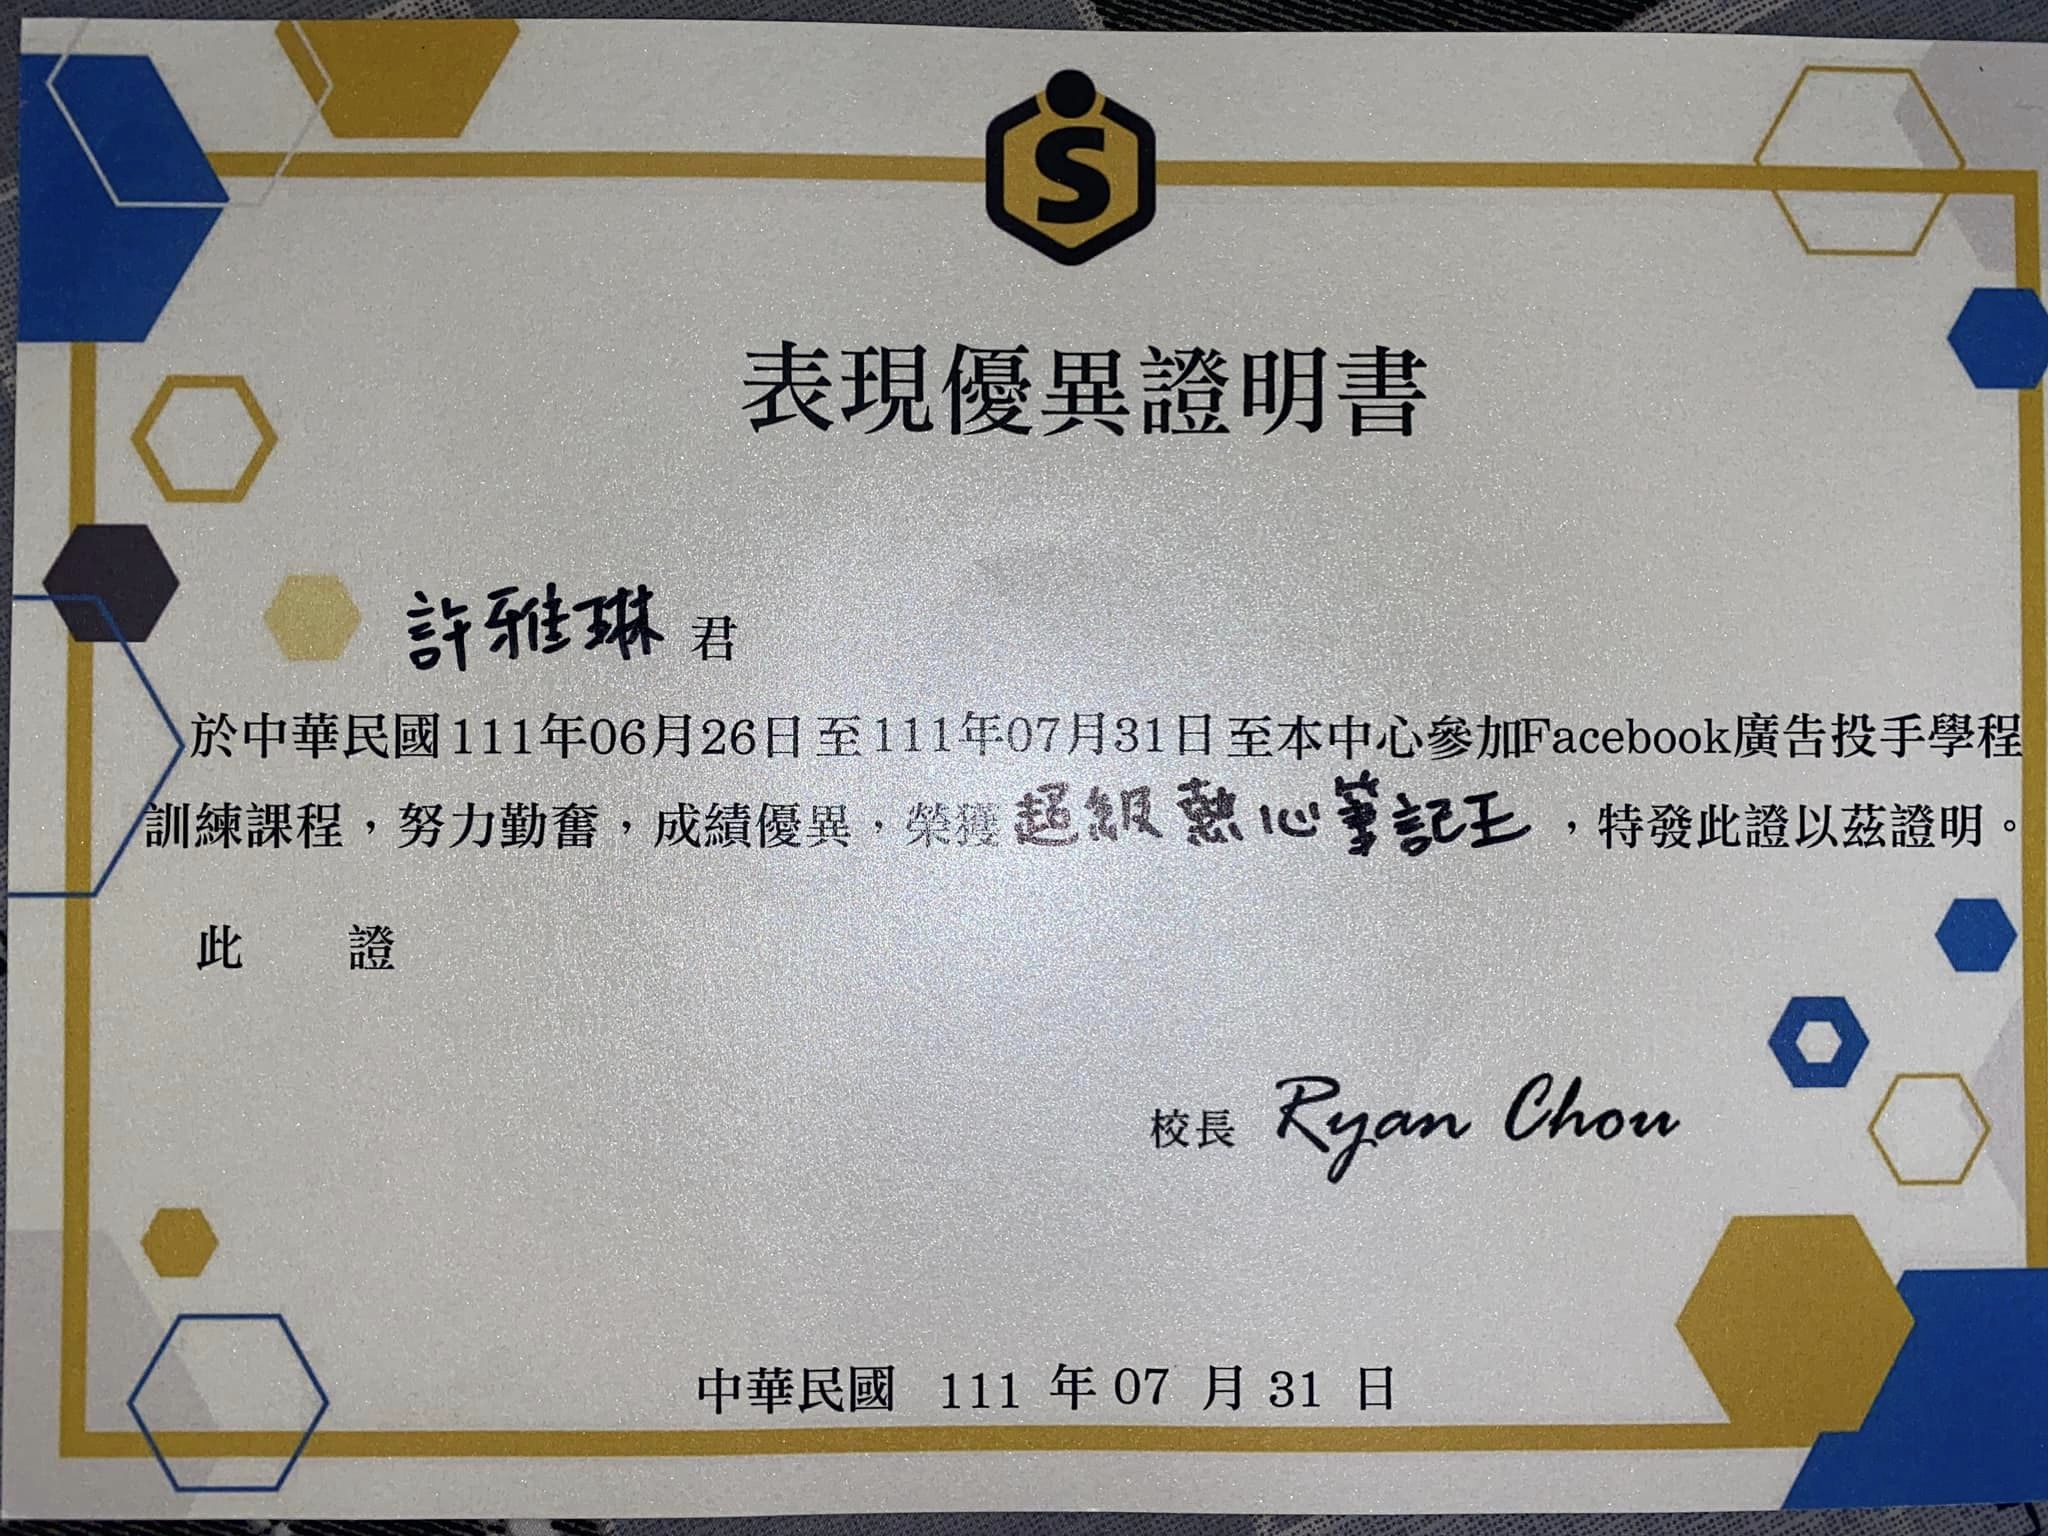 S
表現優異證明書
許雅琳 君
於中華民國111年06月26日至111年07月31日至本中心參加Facebook廣告投手學程
訓練課程，努力勤奮，成績優異，榮獲超級熱心筆記王，特發此證以茲證明。
此 證
校長 Ryan Chou
中華民國 111 年 07 月 31 日